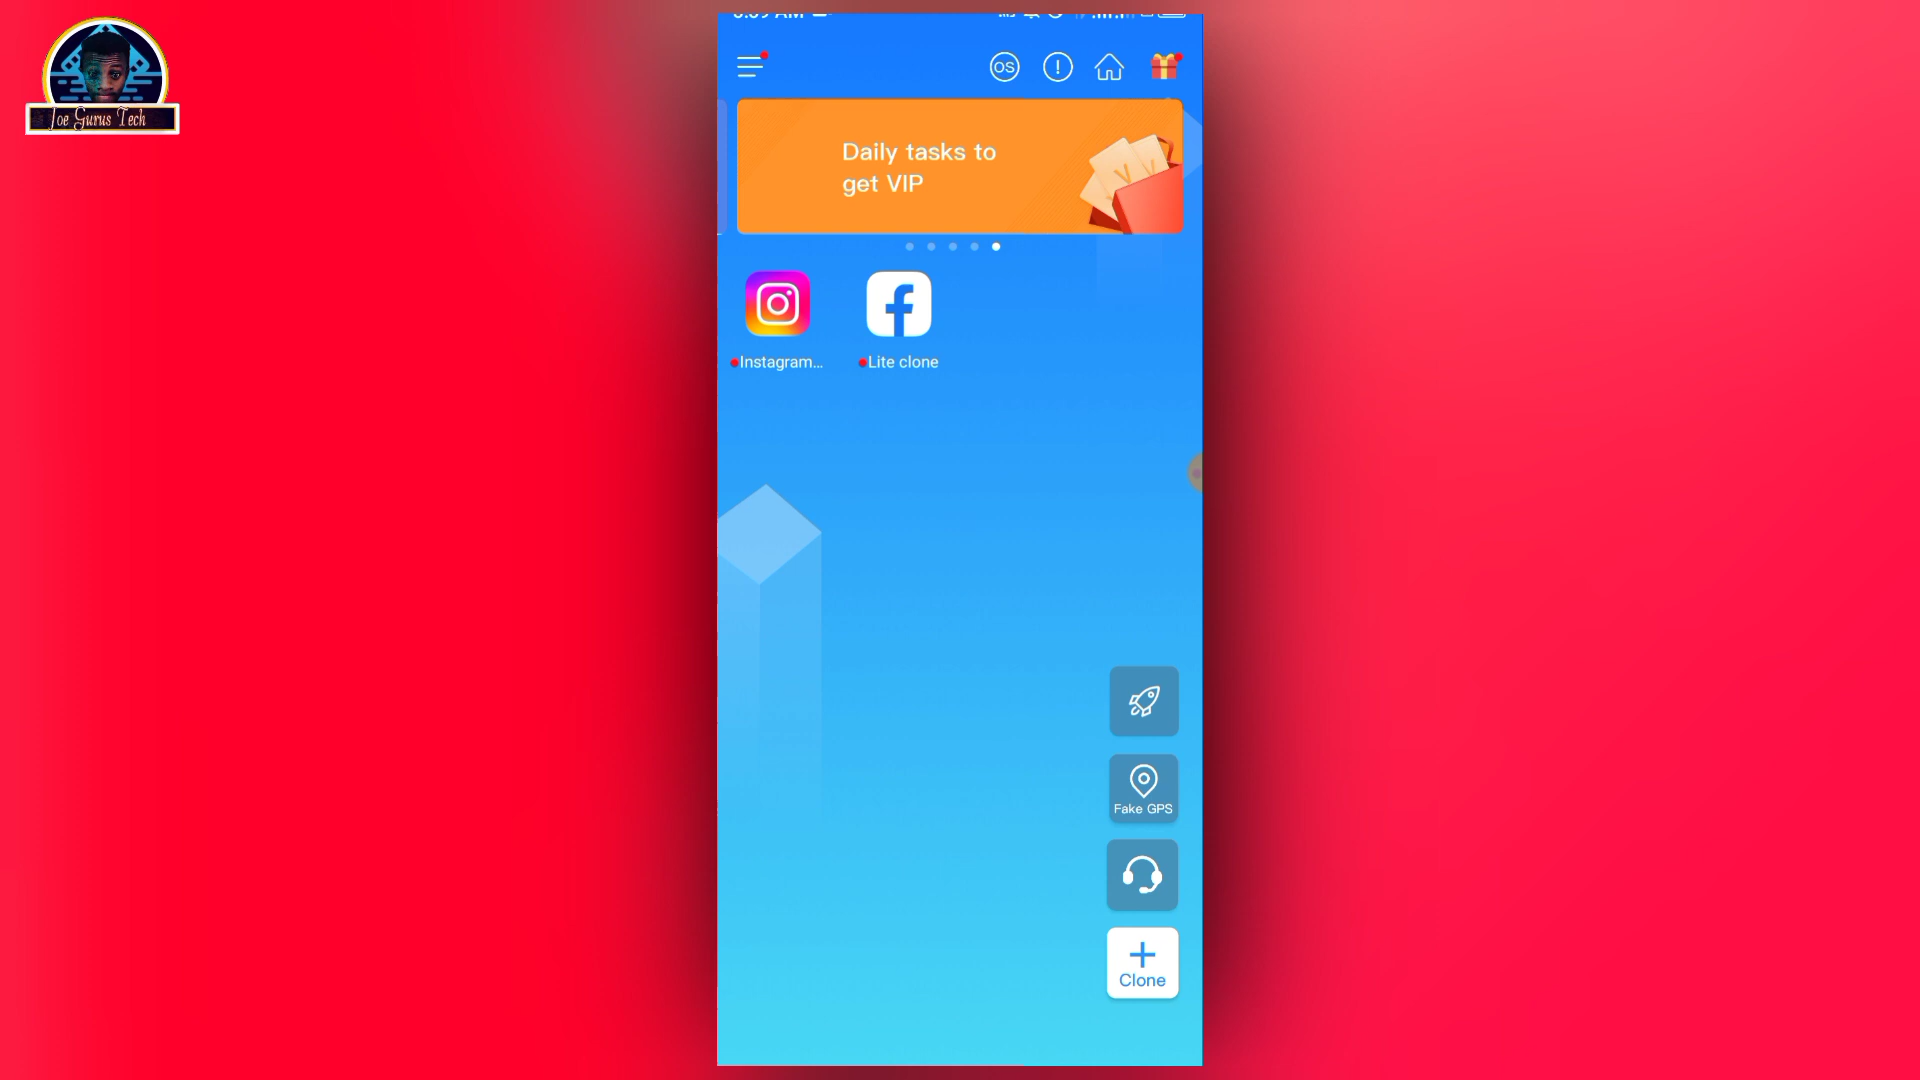 Joe Gurus Tech
OS
Daily tasks to
get VIP
Instagram...
Lite clone
Fake GPS
Clone